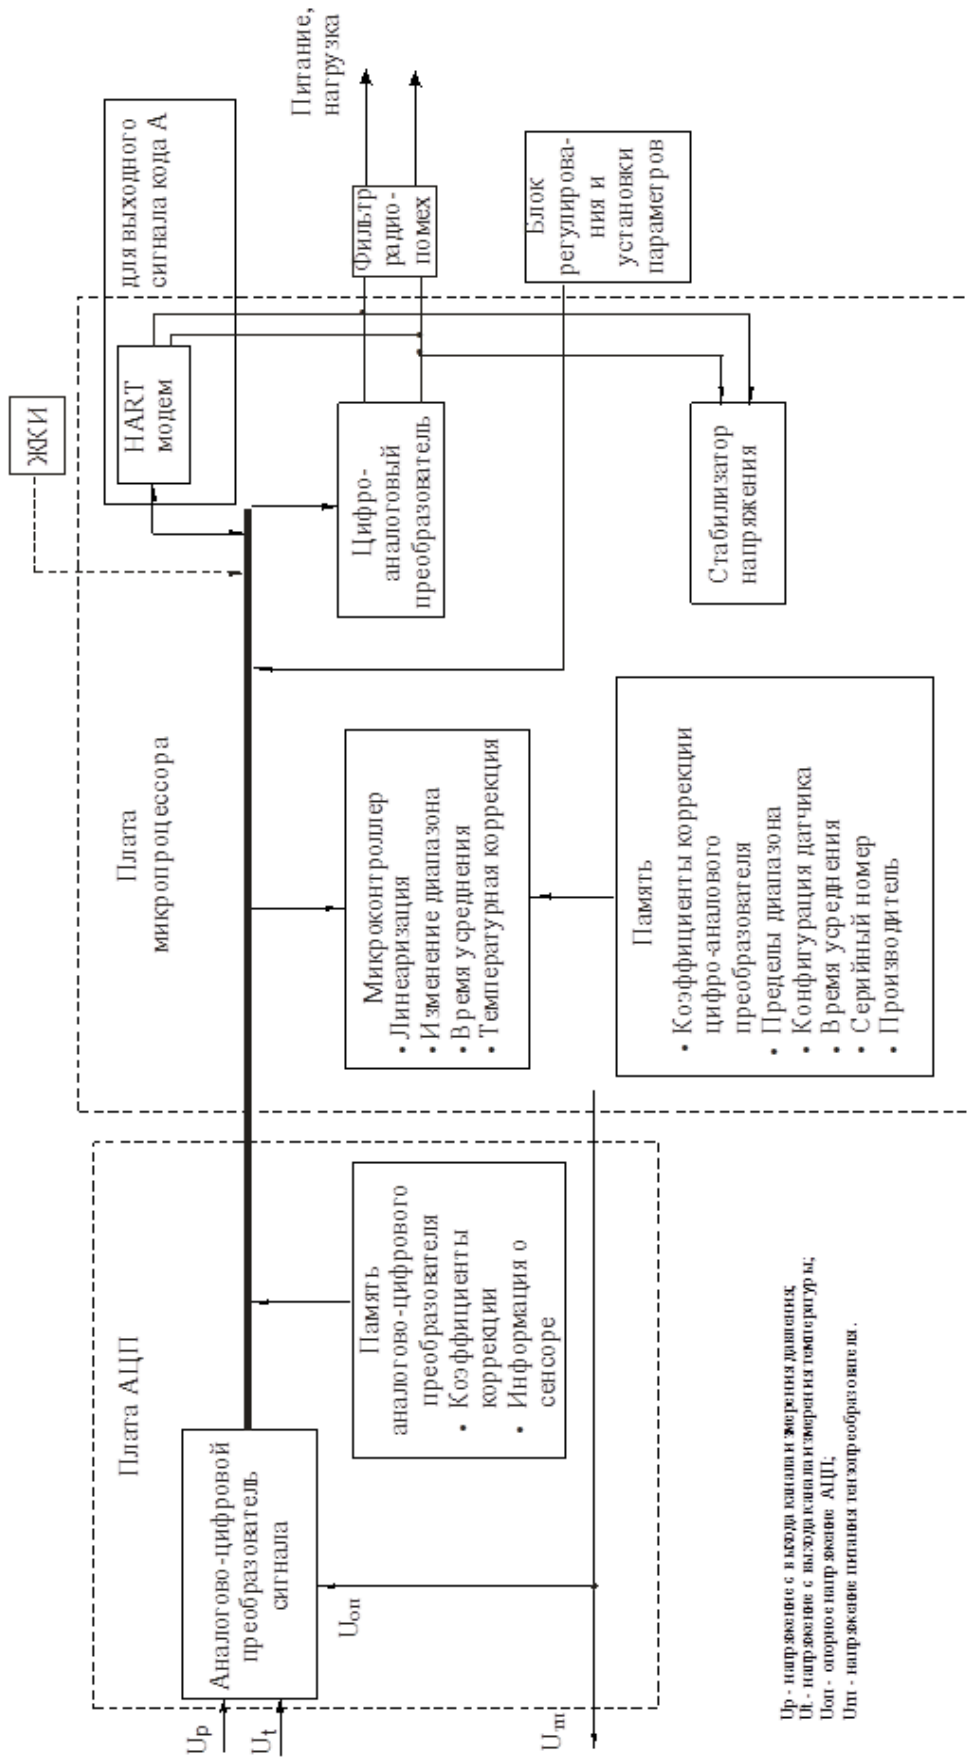 ЖКИ
для выходного
сигнала кода А
HART
модем
Питание,
нагрузка
Фильтр
радио-
помех
Блок
регулирова-
ния и
установки
параметров
Плата
микропроцессора
Цифро-
аналоговый
преобразователь
Стабилизатор
напряжения
Микроконтроллер
• Линеаризация
• Изменение диапазона
• Время усреднения
• Температурная коррекция
Память
• Коэффициенты коррекции
цифро-аналового
преобразователя
• Пределы диапазона
• Конфигурация датчика
• Время усреднения
• Серийный номер
• Производитель
Плата АЦП
Аналогово-цифровой
преобразователь
сигнала
Память
аналогово-цифрового
преобразователя
• Коэффициенты
коррекции
• Информация о
сенсоре
Up
Ut
Uоп
Uпт
Up - напряжение с выхода канала измерения давления;
Ut - напряжение с выхода канала измерения температуры;
Uоп - опорное напряжение АЦП;
Uпт - напряжение питания тензопреобразователя.